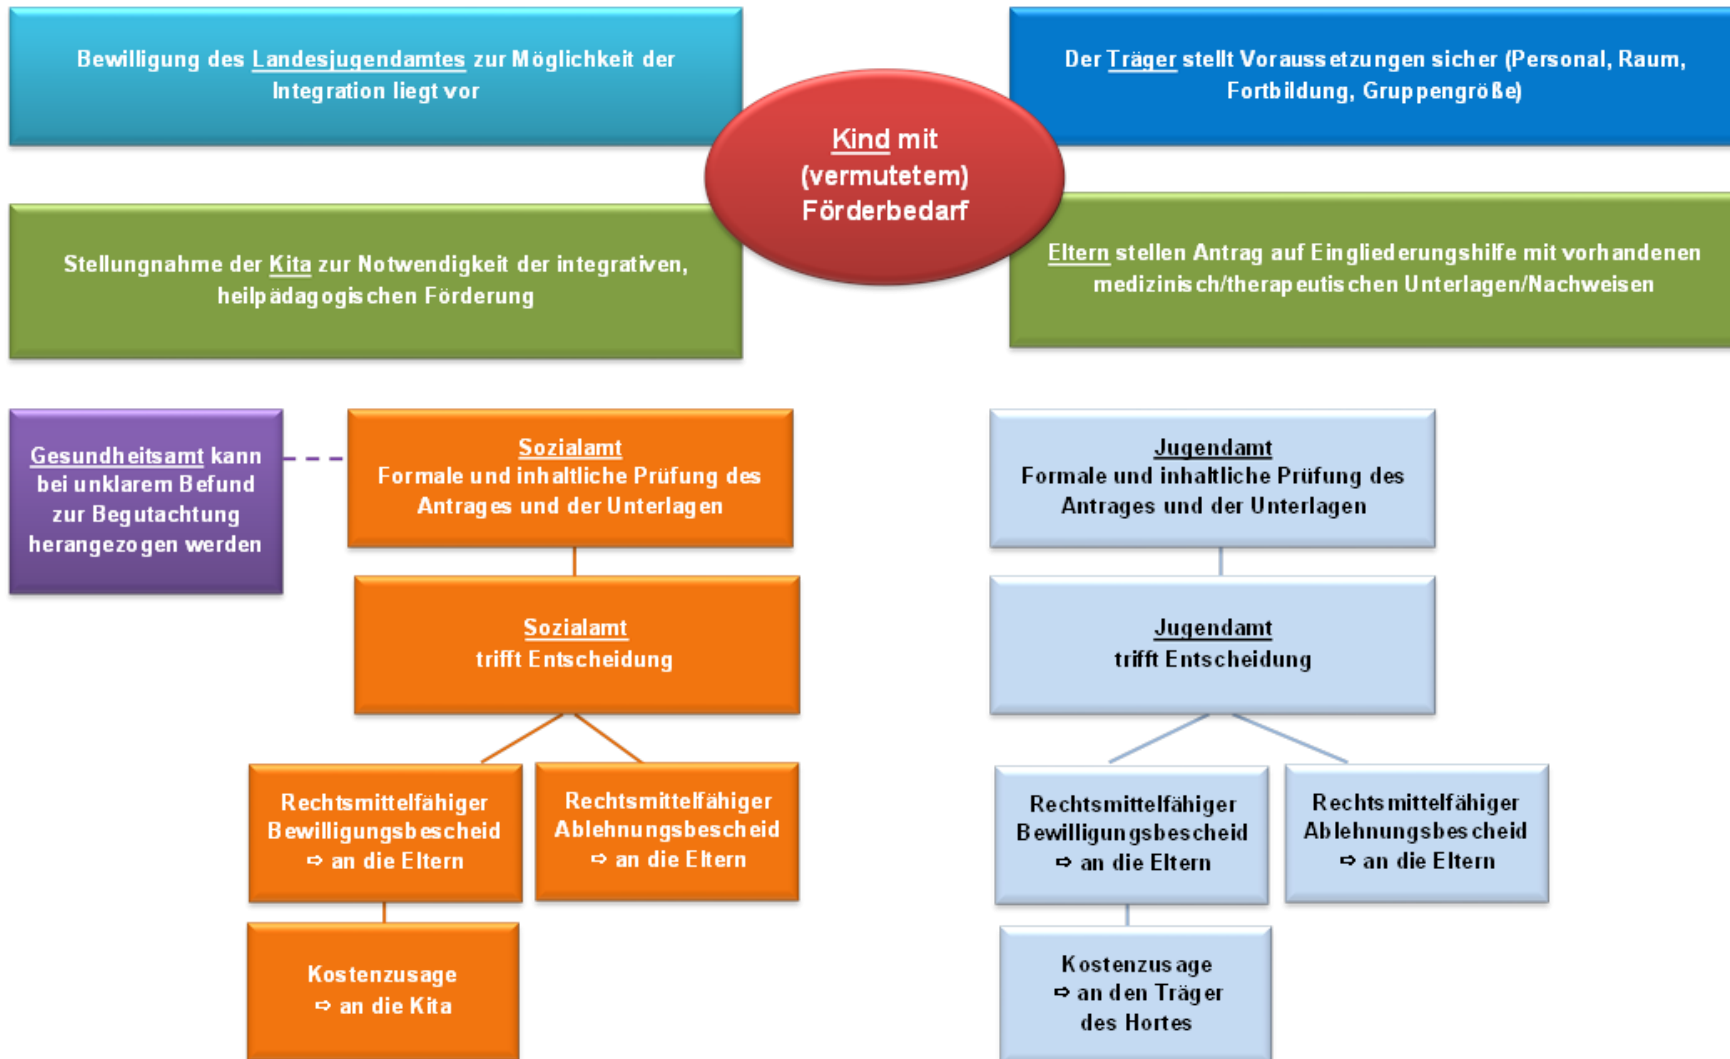 Bewilligung des Landesjugendamtes zur Möglichkeit der
Integration liegt vor
Der Träger stellt Voraussetzungen sicher (Personal, Raum,
Fortbildung, Gruppengröße)
Kind mit
(vermutetem)
Förderbedarf
Stellungnahme der Kita zur Notwendigkeit der integrativen,
heilpädagogischen Förderung
Eltern stellen Antrag auf Eingliederungshilfe mit vorhandenen
medizinisch/therapeutischen Unterlagen/Nachweisen
Gesundheitsamt kann
bei unklarem Befund
zur Begutachtung
herangezogen werden
Sozialamt
Formale und inhaltliche Prüfung des
Antrages und der Unterlagen
Jugendamt
Formale und inhaltliche Prüfung des
Antrages und der Unterlagen
Sozialamt
trifft Entscheidung
Jugendamt
trifft Entscheidung
Rechtsmittelfähiger
Bewilligungsbescheid
⇨ an die Eltern
Rechtsmittelfähiger
Ablehnungsbescheid
⇨ an die Eltern
Rechtsmittelfähiger
Bewilligungsbescheid
⇨ an die Eltern
Rechtsmittelfähiger
Ablehnungsbescheid
⇨ an die Eltern
Kostenzusage
⇨ an die Kita
Kostenzusage
⇨ an den Träger
des Hortes